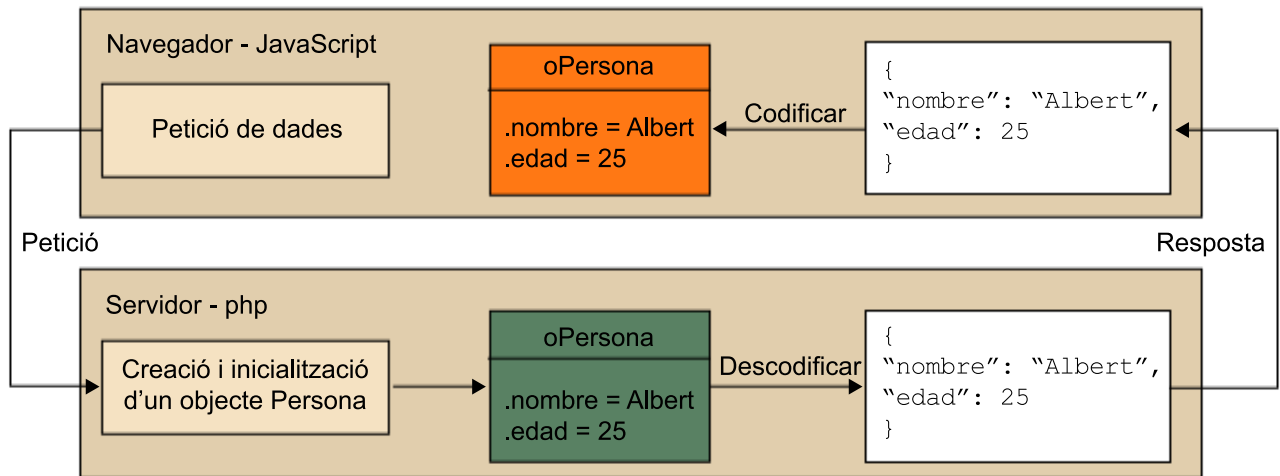 Navegador - JavaScript
Petició de dades
oPersona
.nombre = Albert
.edad = 25
Codificar
{
“nombre”: “Albert”,
“edad”: 25
}
Petició
Resposta
Servidor - php
Creació i inicialització
d’un objecte Persona
oPersona
.nombre = Albert
.edad = 25
Descodificar
{
“nombre”: “Albert”,
“edad”: 25
}